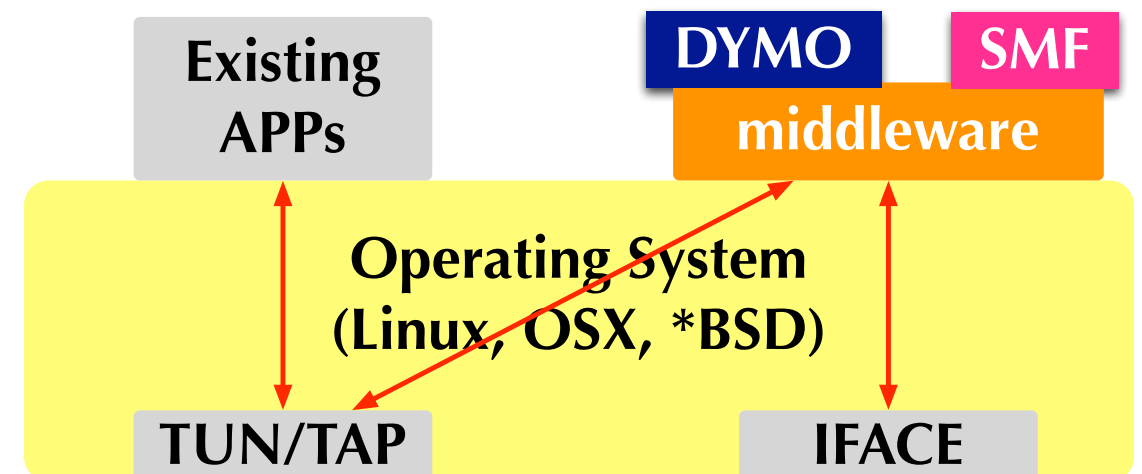 Existing
APPs
DYMO
SMF
middleware
Operating System
(Linux, OSX, *BSD)
TUN/TAP
IFACE